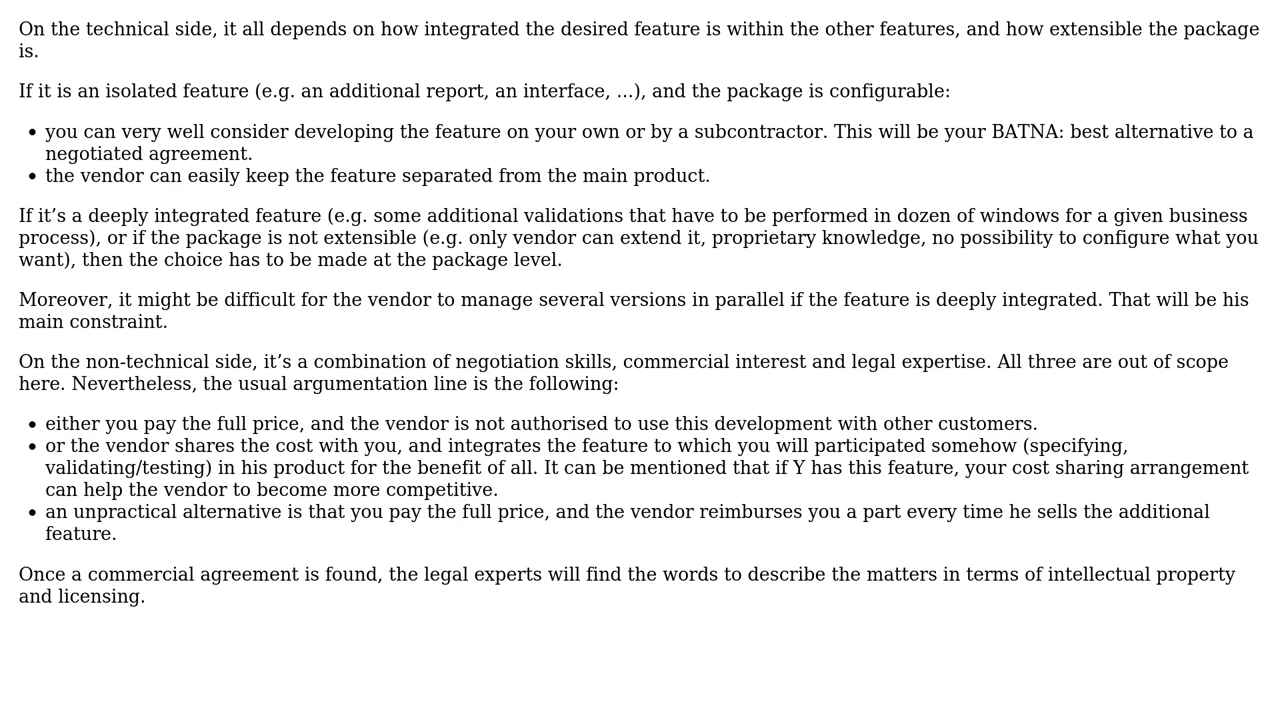 On the technical side, it all depends on how integrated the desired feature is within the other features, and how extensible the package
is.
If it is an isolated feature (e.g. an additional report, an interface, ...), and the package is configurable:
• you can very well consider developing the feature on your own or by a subcontractor. This will be your BATNA: best alternative to a
negotiated agreement.
• the vendor can easily keep the feature separated from the main product.
If it’s a deeply integrated feature (e.g. some additional validations that have to be performed in dozen of windows for a given business
process), or if the package is not extensible (e.g. only vendor can extend it, proprietary knowledge, no possibility to configure what you
want), then the choice has to be made at the package level.
Moreover, it might be difficult for the vendor to manage several versions in parallel if the feature is deeply integrated. That will be his
main constraint.
On the non-technical side, it’s a combination of negotiation skills, commercial interest and legal expertise. All three are out of scope
here. Nevertheless, the usual argumentation line is the following:
• either you pay the full price, and the vendor is not authorised to use this development with other customers.
• or the vendor shares the cost with you, and integrates the feature to which you will participated somehow (specifying,
validating/testing) in his product for the benefit of all. It can be mentioned that if Y has this feature, your cost sharing arrangement
can help the vendor to become more competitive.
• an unpractical alternative is that you pay the full price, and the vendor reimburses you a part every time he sells the additional
feature.
Once a commercial agreement is found, the legal experts will find the words to describe the matters in terms of intellectual property
and licensing.